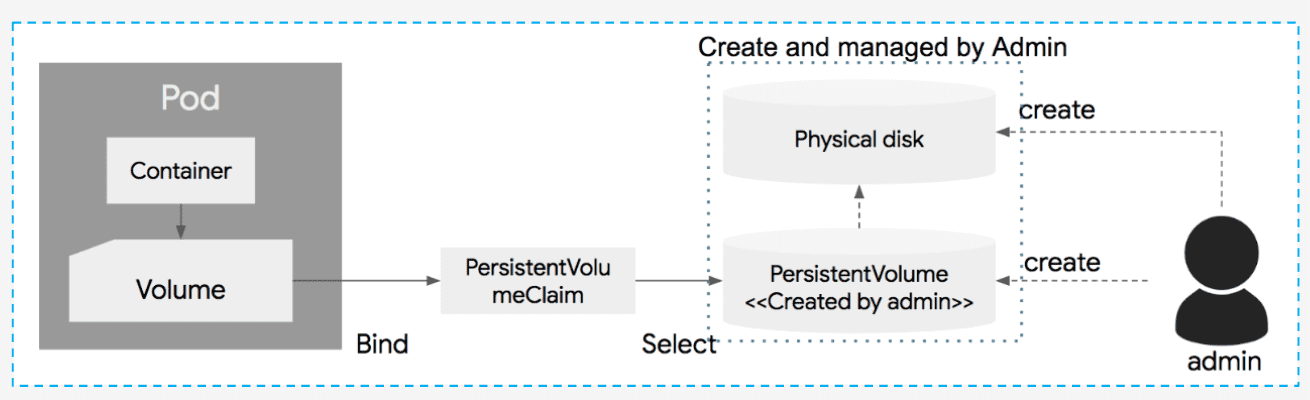 Create and managed by Admin
Pod
Container
Volume
Bind
PersistentVolu
meClaim
Select
Physical disk
PersistentVolume
<<Created by admin>>
create
create
admin